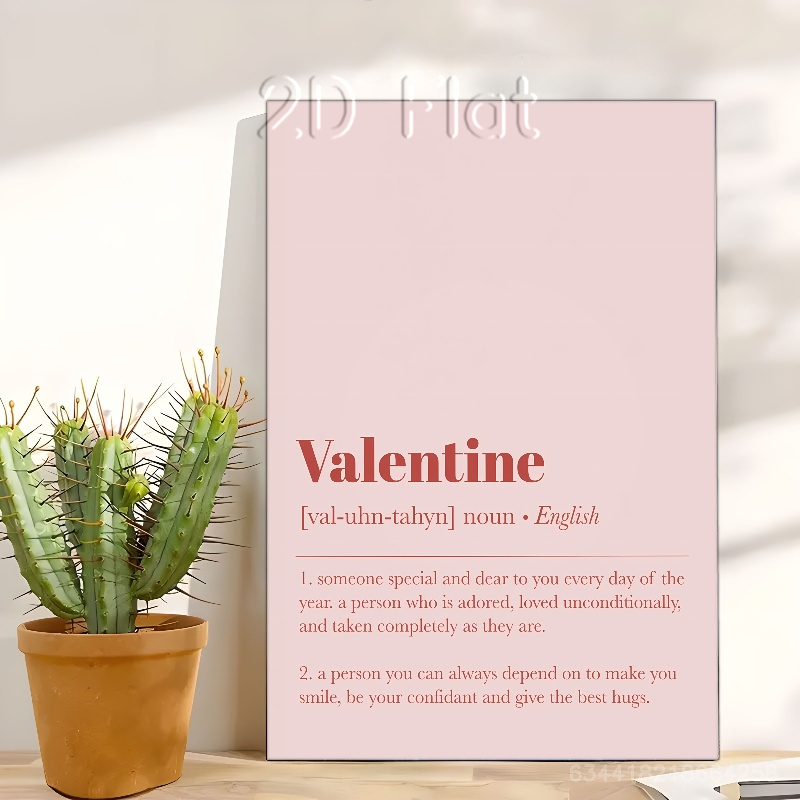 2D Flat
Valentine
[val-uhn-tahyn] noun • English
1. someone special and dear to you every day of the
year. a person who is adored, loved unconditionally,
and taken completely as they are.
2. a person you can always depend on to make you
smile, be your confidant and give the best hugs.